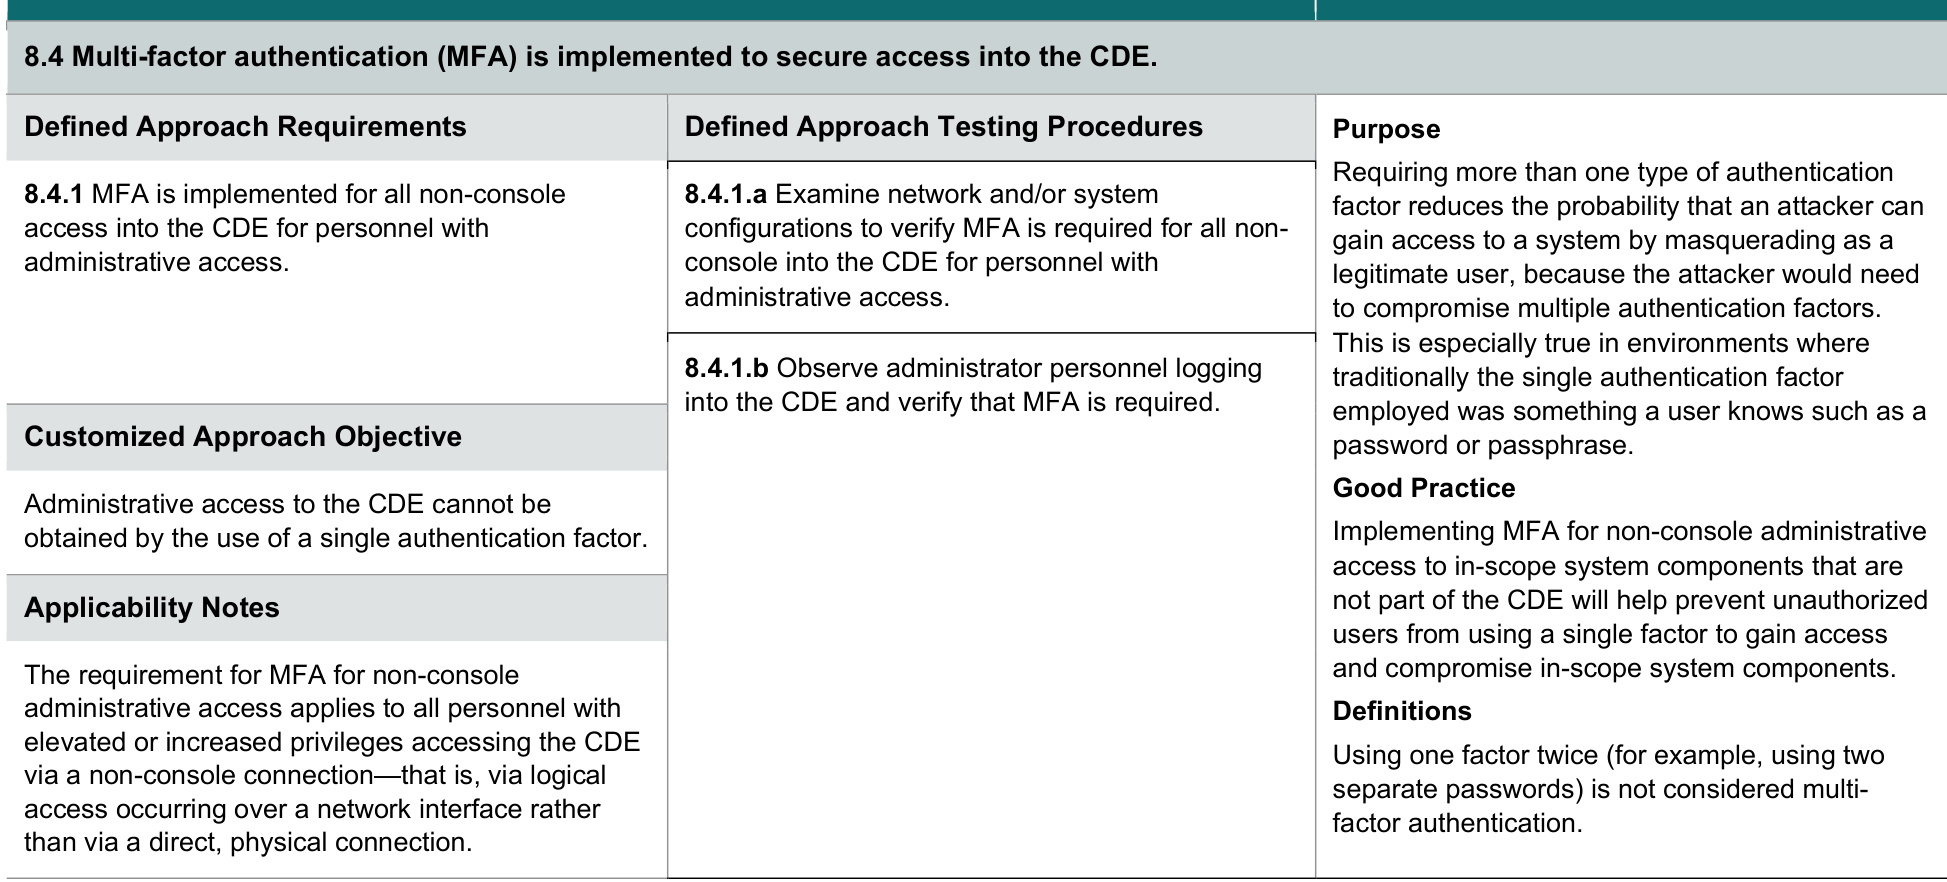 8.4 Multi-factor authentication (MFA) is implemented to secure access into the CDE.
Defined Approach Requirements
8.4.1 MFA is implemented for all non-console
access into the CDE for personnel with
administrative access.
Customized Approach Objective
Administrative access to the CDE cannot be
obtained by the use of a single authentication factor.
Applicability Notes
The requirement for MFA for non-console
administrative access applies to all personnel with
elevated or increased privileges accessing the CDE
via a non-console connection—that is, via logical
access occurring over a network interface rather
than via a direct, physical connection.
Defined Approach Testing Procedures
8.4.1.a Examine network and/or system
configurations to verify MFA is required for all non-
console into the CDE for personnel with
administrative access.
8.4.1.b Observe administrator personnel logging
into the CDE and verify that MFA is required.
Purpose
Requiring more than one type of authentication
factor reduces the probability that an attacker can
gain access to a system by masquerading as a
legitimate user, because the attacker would need
to compromise multiple authentication factors.
This is especially true in environments where
traditionally the single authentication factor
employed was something a user knows such as a
password or passphrase.
Good Practice
Implementing MFA for non-console administrative
access to in-scope system components that are
not part of the CDE will help prevent unauthorized
users from using a single factor to gain access
and compromise in-scope system components.
Definitions
Using one factor twice (for example, using two
separate passwords) is not considered multi-
factor authentication.